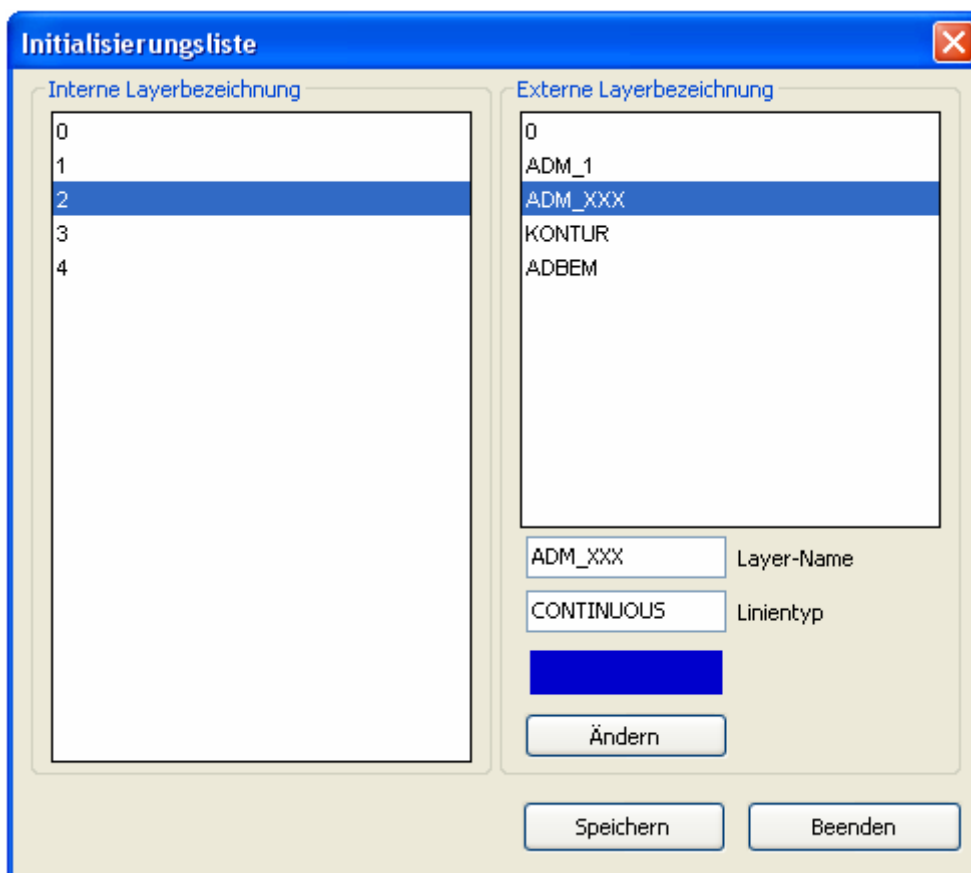 Initialisierungsliste
Interne Layerbezeichnung
0
1
2
3
4
Externe Layerbezeichnung
0
ADM_1
ADM_XXX
KONTUR
ADBEM
ADM_XXX Layer-Name
CONTINUOUS Linientyp
Ändern
Speichern Beenden